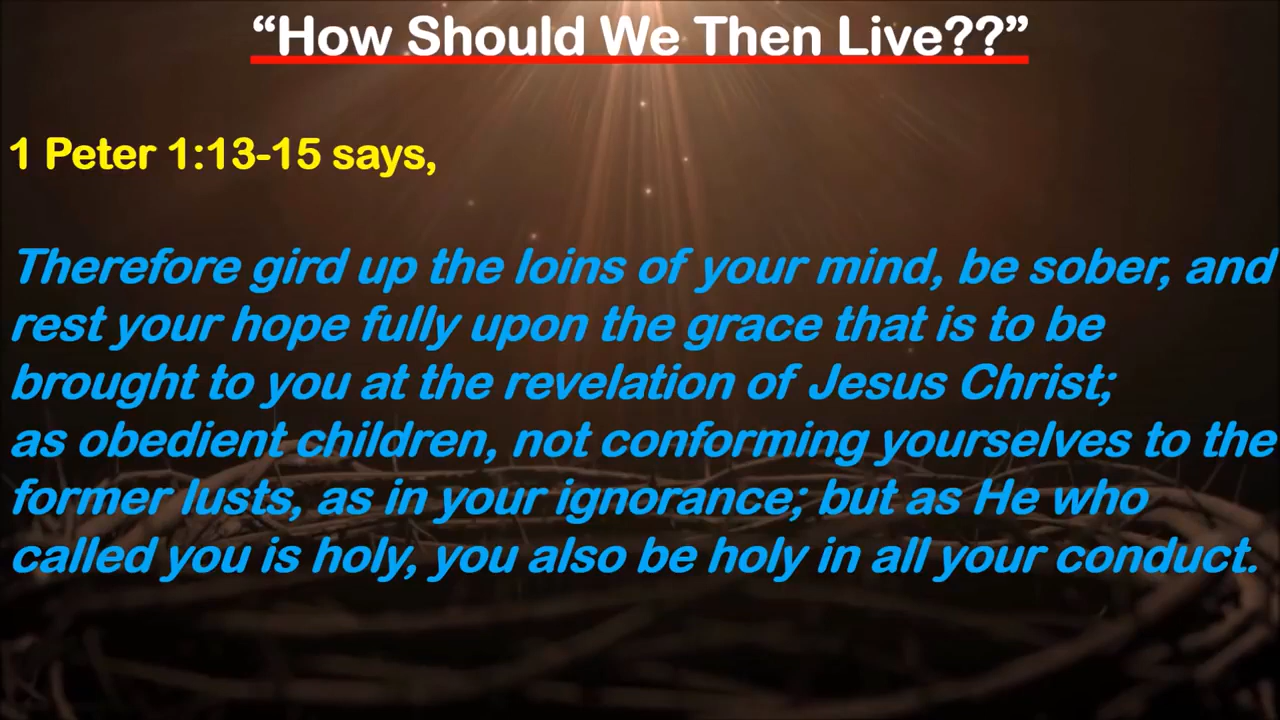 “How Should We Then Live??”
1 Peter 1:13-15 says,
Therefore gird up the loins of your mind, be sober, and
rest your hope fully upon the grace that is to be
brought to you at the revelation of Jesus Christ;
as obedient children, not conforming yourselves to the
former lusts, as in your ignorance; but as He who
called you is holy, you also be holy in all your conduct.